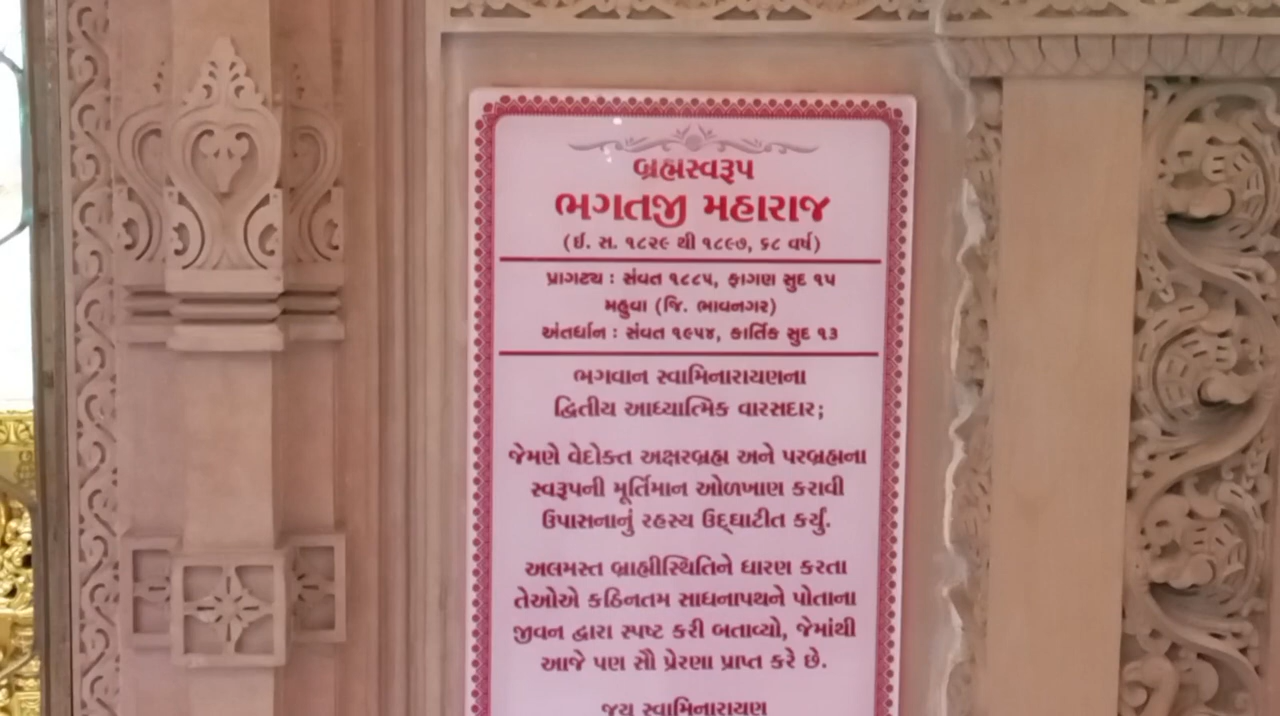 બ્રહ્મસ્વરૂપ
ભગતજી મહારાજ
(ઈ. સ. ૧૮૨૯ થી ૧૮૯૭, ૬૮ વર્ષ)
પ્રાગટ્ય : સંવત ૧૮૮૫, ફાગણ સુદ ૧૫
મહુવા (જિ. ભાવનગર)
અંતર્ધાન : સંવત ૧૯૫૪, કાર્તિક સુદ ૧૩
ભગવાન સ્વામિનારાયણના
દ્વિતીય આધ્યાત્મિક વારસદાર;
જેમણે વેદોક્ત અક્ષરબ્રહ્મ અને પરબ્રહ્મના
સ્વરૂપની મૂર્તિમાન ઓળખાણ કરાવી
ઉપાસનાનું રહસ્ય ઉદ્‌ઘાટીત કર્યું.
અલમસ્ત બ્રાહ્મીસ્થિતિને ધારણ કરતા
તેઓએ કઠિનતમ સાધનાપથને પોતાના
જીવન દ્વારા સ્પષ્ટ કરી બતાવ્યો, જેમાંથી
આજે પણ સૌ પ્રેરણા પ્રાપ્ત કરે છે.
જય સ્વામિનારાયણ